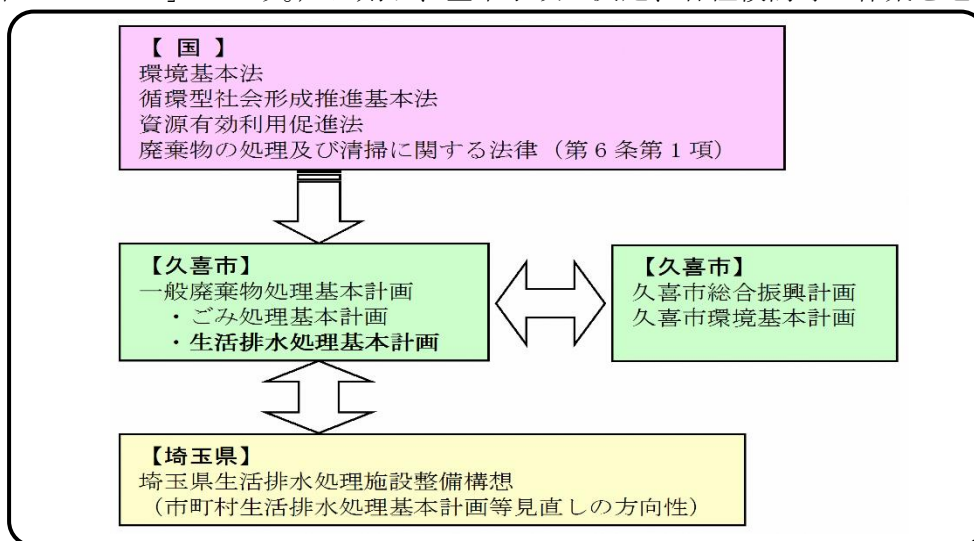 【 国 】
環境基本法
循環型社会形成推進基本法
資源有効利用促進法
廃棄物の処理及び清掃に関する法律（第6条第1項）
【久喜市】
一般廃棄物処理基本計画
・ごみ処理基本計画
・生活排水処理基本計画
【久喜市】
久喜市総合振興計画
久喜市環境基本計画
【埼玉県】
埼玉県生活排水処理施設整備構想
（市町村生活排水処理基本計画等見直しの方向性）